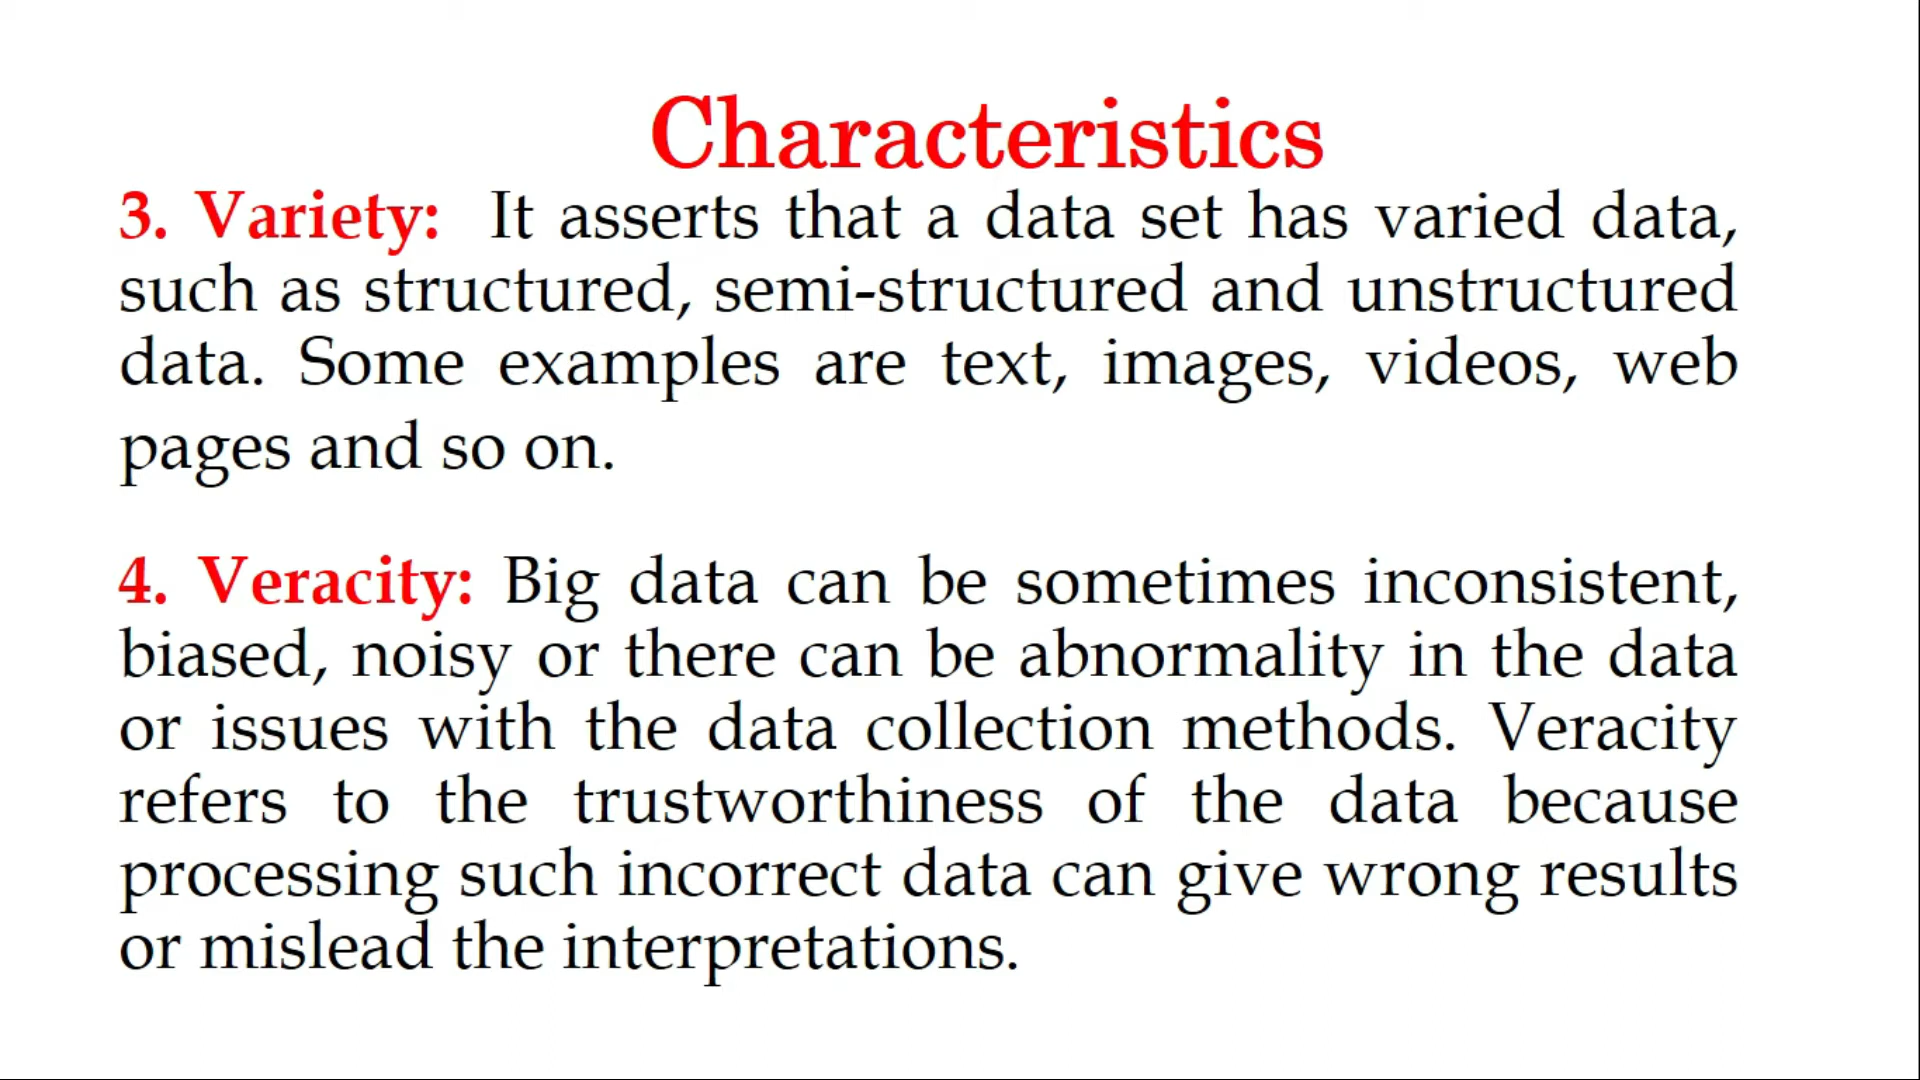 Characteristics
3. Variety: It asserts that a data set has varied data,
such as structured, semi-structured and unstructured
data. Some examples are text, images, videos, web
pages and so on.
4. Veracity: Big data can be sometimes inconsistent,
biased, noisy or there can be abnormality in the data
or issues with the data collection methods. Veracity
refers to the trustworthiness of the data because
processing such incorrect data can give wrong results
or mislead the interpretations.